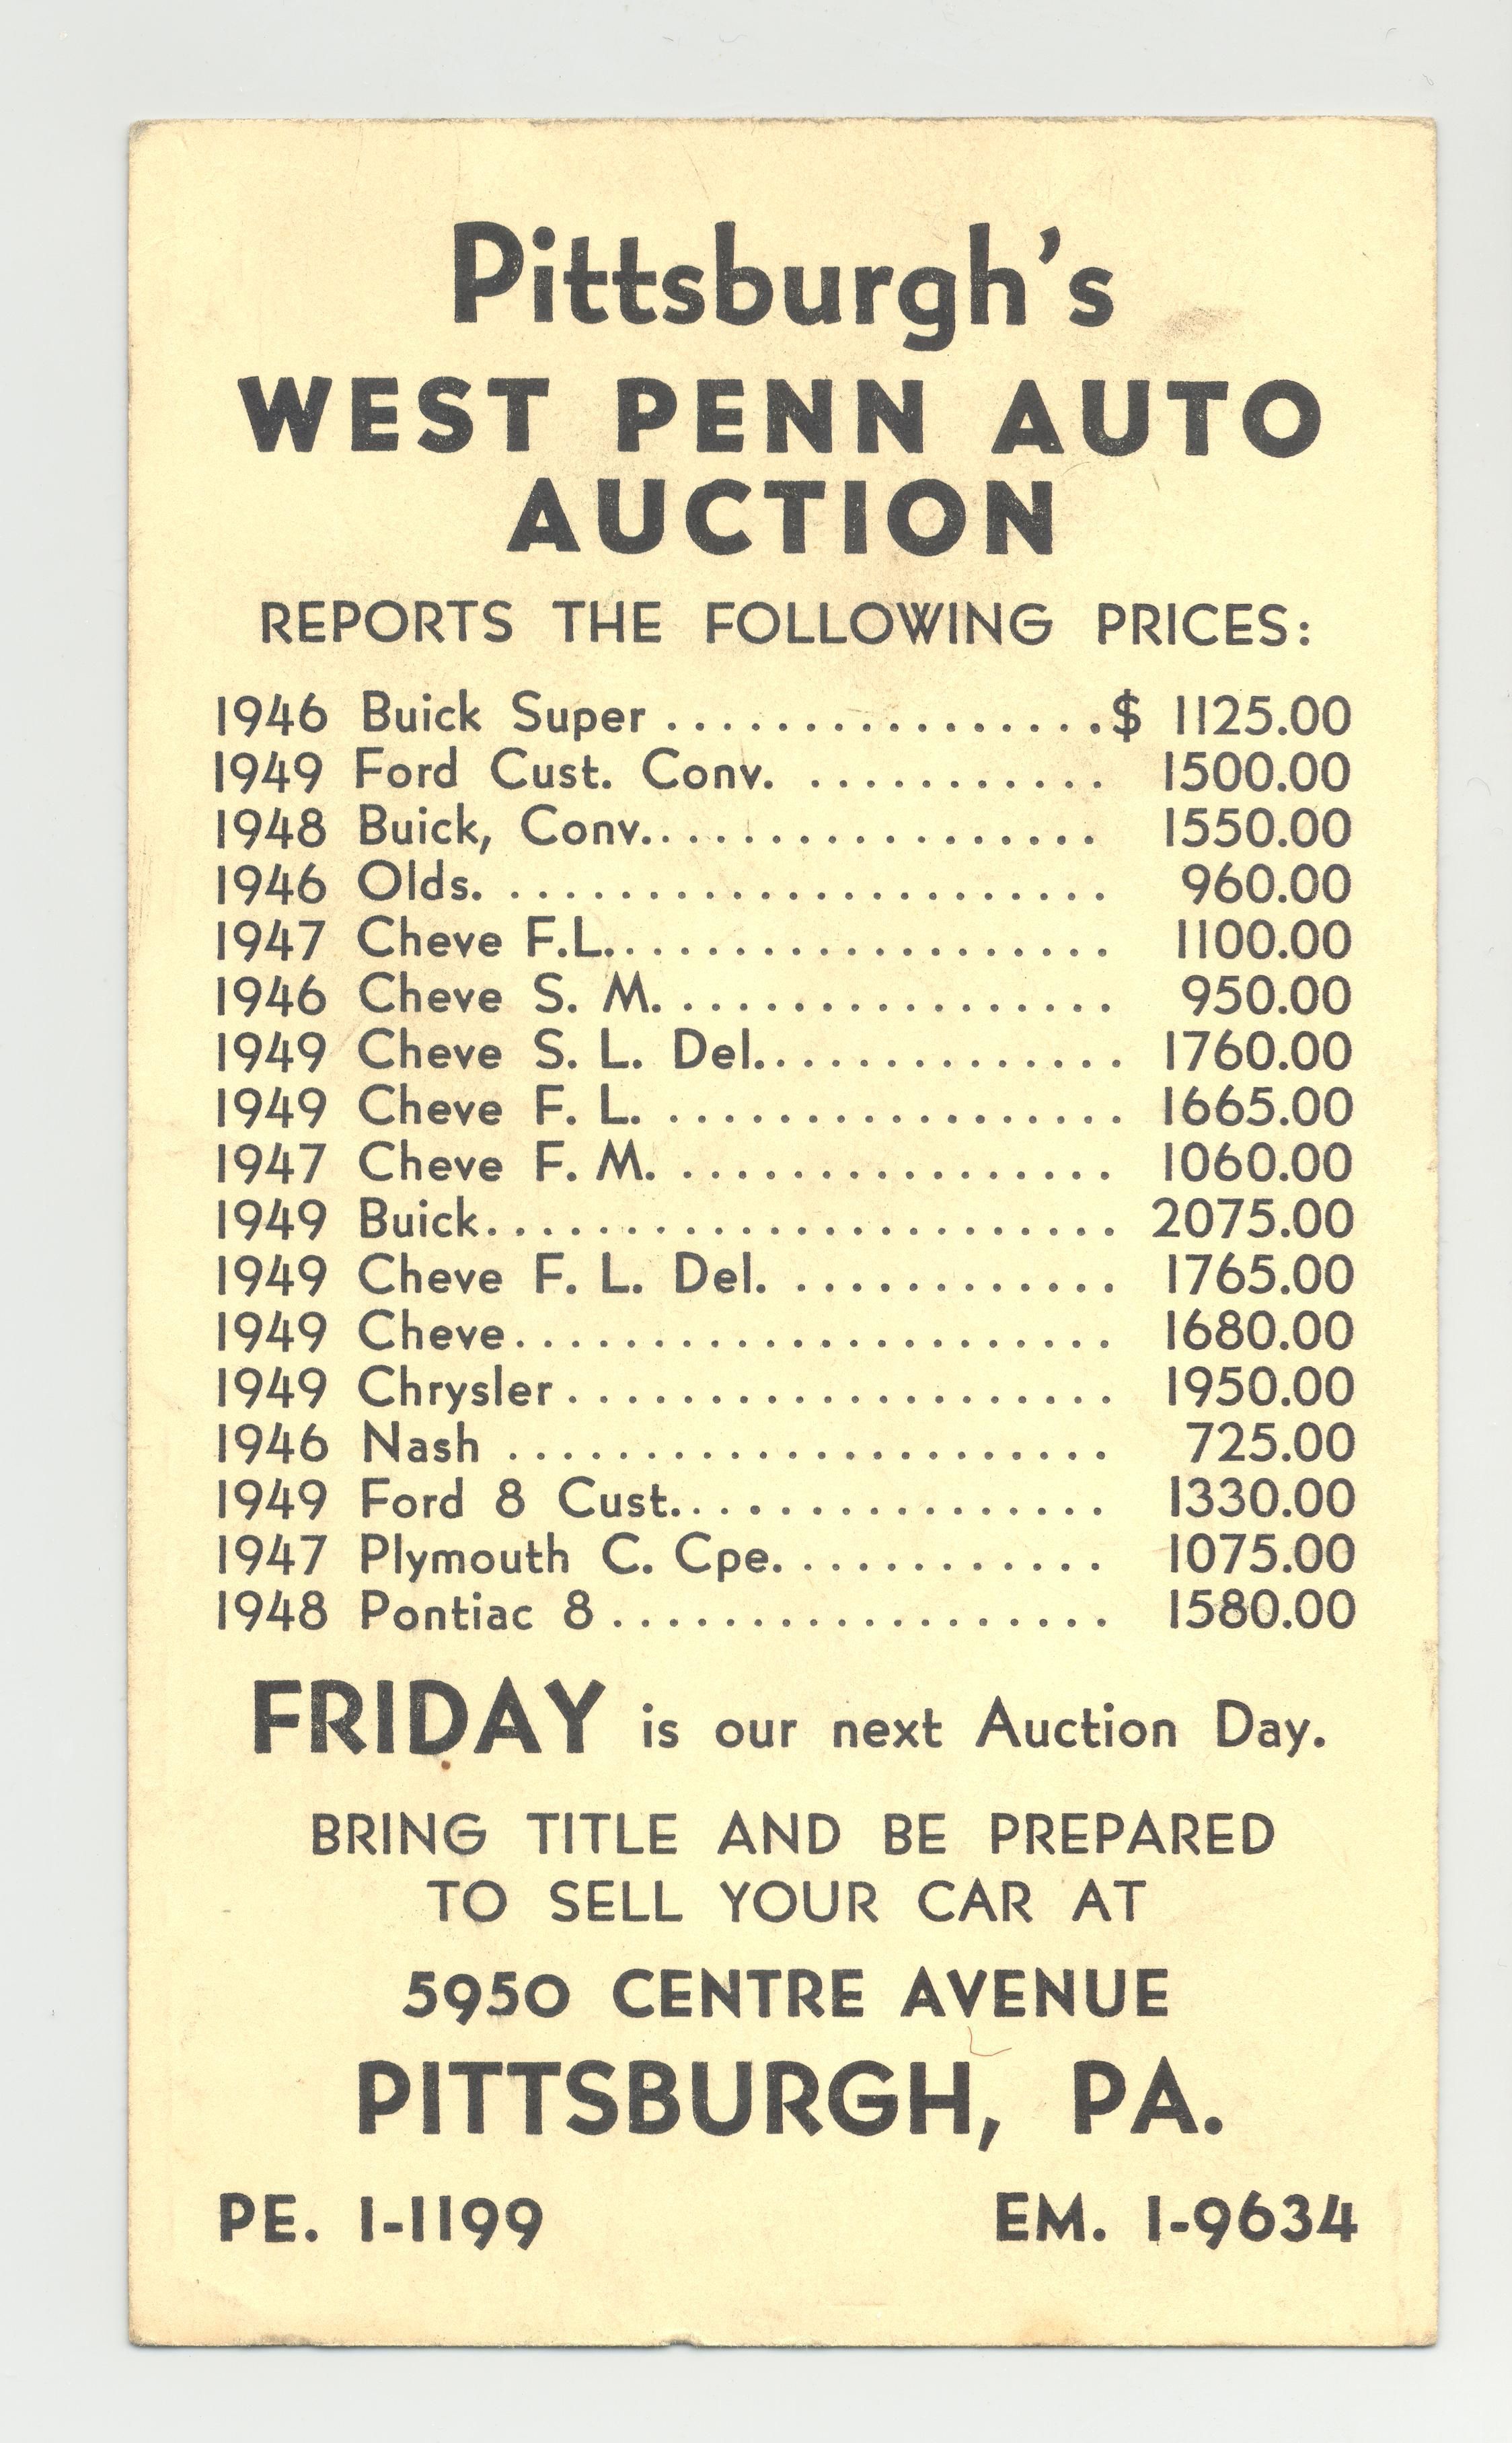 Pittsburgh's
WEST PENN AUTO
AUCTION
REPORTS THE FOLLOWING PRICES:
1946 Buick Super .................$ 1125.00
1949 Ford Cust. Conv. ........... 1500.00
1948 Buick, Conv.................. 1550.00
1946 Olds. ...................... 960.00
1947 Cheve F.L................... 1100.00
1946 Cheve S. M. ................ 950.00
1949 Cheve S. L. Del.............. 1760.00
1949 Cheve F. L. ................. 1665.00
1947 Cheve F. M. ................ 1060.00
1949 Buick....................... 2075.00
1949 Cheve F. L. Del. ............ 1765.00
1949 Cheve...................... 1680.00
1949 Chrysler.................... 1950.00
1946 Nash ...................... 725.00
1949 Ford 8 Cust................. 1330.00
1947 Plymouth C. Cpe............. 1075.00
1948 Pontiac 8.................. 1580.00
FRIDAY is our next Auction Day.
BRING TITLE AND BE PREPARED
TO SELL YOUR CAR AT
5950 CENTRE AVENUE
PITTSBURGH, PA.
PE. 1-1199 EM. 1-9634